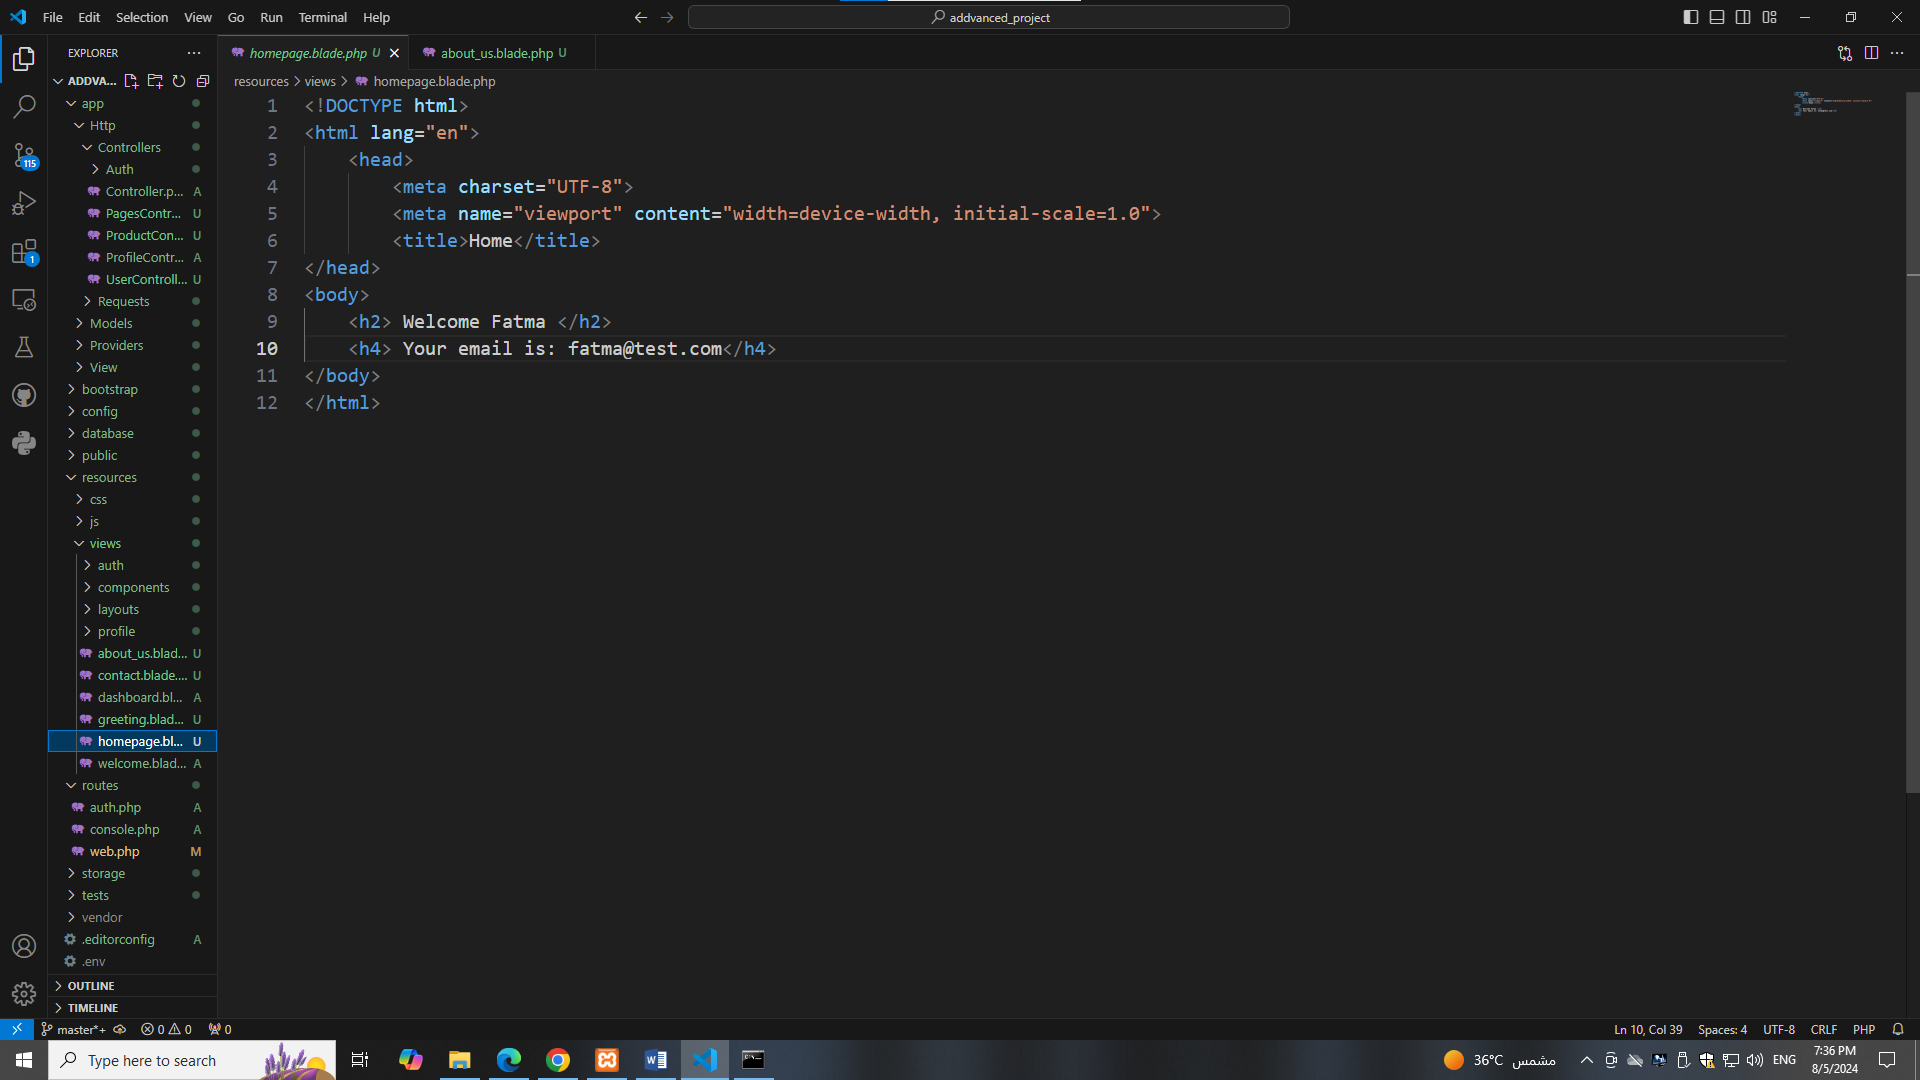 File Edit Selection View Go Run Terminal Help
addvanced_project
EXPLORER
homepage.blade.php U
about_us.blade.php U
ADDVA...
resources > views > homepage.blade.php
app
Http
Controllers
Auth
Controller.p... A
PagesContr... U
ProductCon... U
ProfileContr... A
UserControll... U
Requests
Models
Providers
View
bootstrap
config
database
public
resources
css
js
views
auth
components
layouts
profile
about_us.blad... U
contact.blade.... U
dashboard.bl... A
greeting.blad... U
homepage.bl... U
welcome.blad... A
routes
auth.php A
console.php A
web.php M
storage
tests
vendor
.editorconfig A
.env
OUTLINE
TIMELINE
115
1
1 <!DOCTYPE html>
2 <html lang="en">
3 <head>
4 <meta charset="UTF-8">
5 <meta name="viewport" content="width=device-width, initial-scale=1.0">
6 <title>Home</title>
7 </head>
8 <body>
9 <h2> Welcome Fatma </h2>
10 <h4> Your email is: fatma@test.com</h4>
11 </body>
12 </html>
master*+ 0 0 0
Ln 10, Col 39 Spaces: 4 UTF-8 CRLF PHP
Type here to search
36°C مشمس
ENG
7:36 PM
8/5/2024